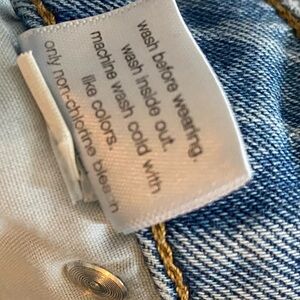 wash before wearing.
wash inside out.
machine wash cold with
like colors.
only non-chlorine bleach